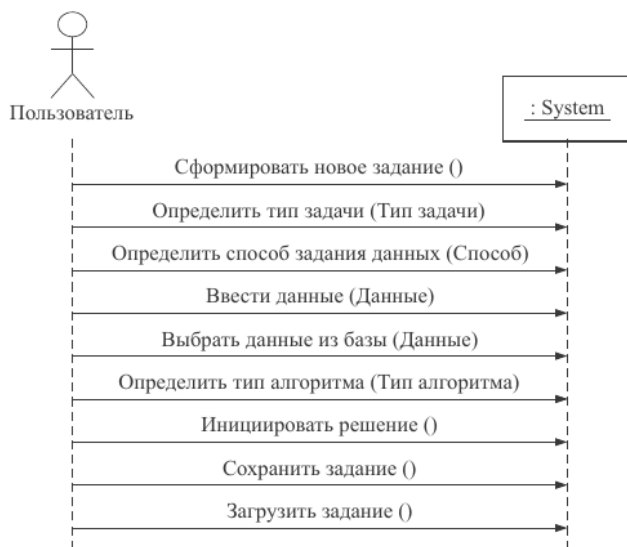 Пользователь
: System
Сформировать новое задание ()
Определить тип задачи (Тип задачи)
Определить способ задания данных (Способ)
Ввести данные (Данные)
Выбрать данные из базы (Данные)
Определить тип алгоритма (Тип алгоритма)
Инициировать решение ()
Сохранить задание ()
Загрузить задание ()